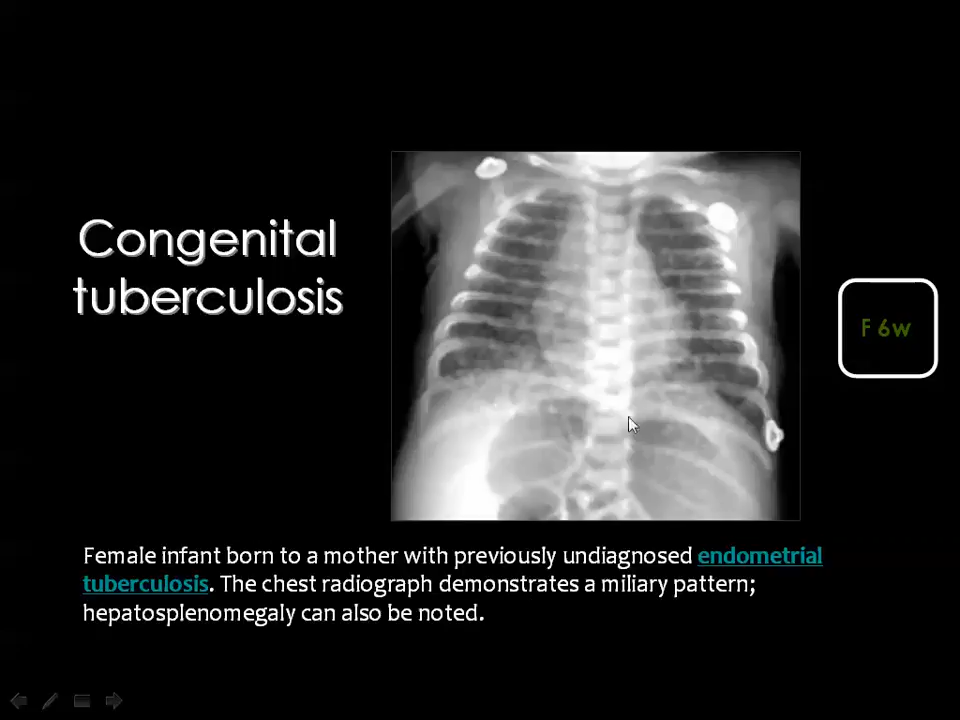 Congenital
tuberculosis
F 6w
Female infant born to a mother with previously undiagnosed endometrial
tuberculosis. The chest radiograph demonstrates a miliary pattern;
hepatosplenomegaly can also be noted.